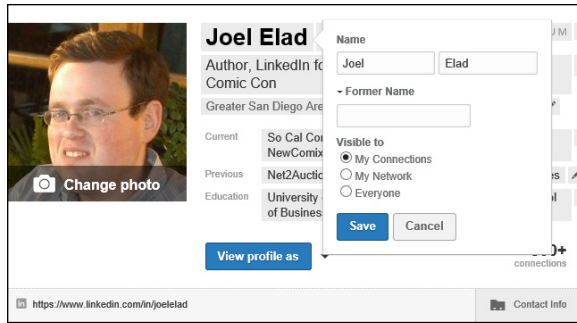 Joel Elad
Author, LinkedIn fo
Comic Con
Greater San Diego Are
Current
So Cal Co
NewComix
Previous
Net2Auctio
Education
University
of Business
Change photo
View profile as
connections
https://www.linkedin.com/in/joelelad
Contact Info
Name
Joel
Elad
Former Name
Visible to
My Connections
My Network
Everyone
Save
Cancel